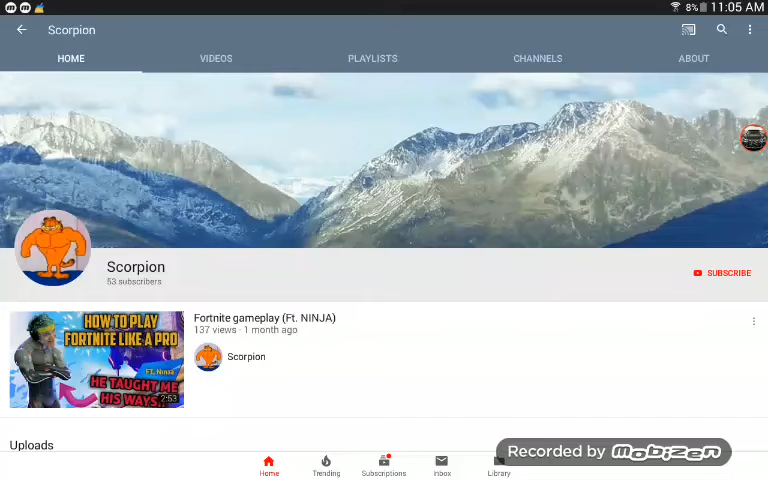 8% 11:05 AM
Scorpion
HOME VIDEOS PLAYLISTS CHANNELS ABOUT
Scorpion
53 subscribers
SUBSCRIBE
HOW TO PLAY
FORTNITE LIKE A PRO
FT. Ninja
HE TAUGHT ME
HIS WAYS
2:53
Fortnite gameplay (Ft. NINJA)
137 views · 1 month ago
Scorpion
Uploads
Recorded by MOBIZEN
Home Trending Subscriptions Inbox Library